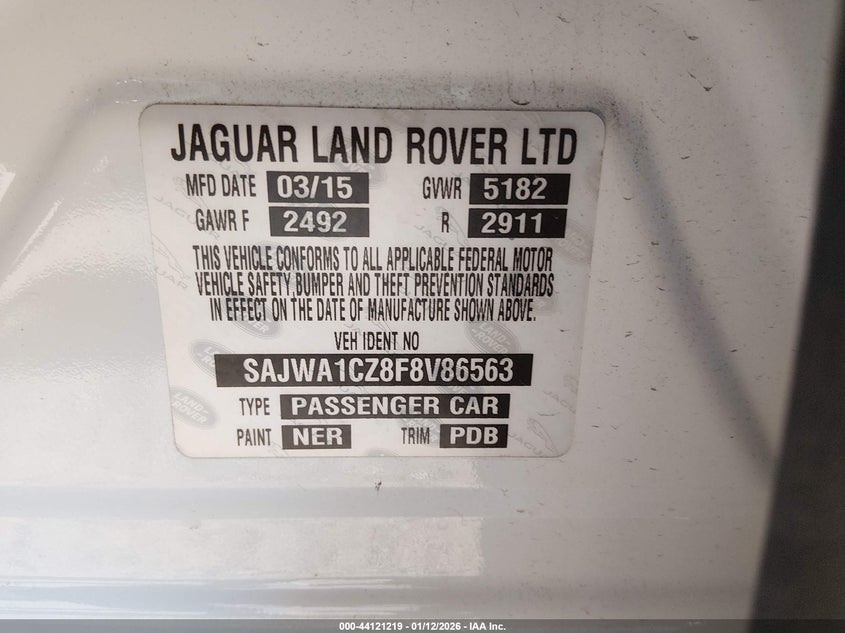 JAGUAR LAND ROVER LTD
MFD DATE 03/15 GVWR 5182
GAWR F 2492 R 2911
THIS VEHICLE CONFORMS TO ALL APPLICABLE FEDERAL MOTOR
VEHICLE SAFETY BUMPER AND THEFT PREVENTION STANDARDS
IN EFFECT ON THE DATE OF MANUFACTURE SHOWN ABOVE.
VEH IDENT NO
SAJWA1CZ8F8V86563
TYPE PASSENGER CAR
PAINT NER TRIM PDB
000-44121219 - 01/12/2026 - IAA Inc.